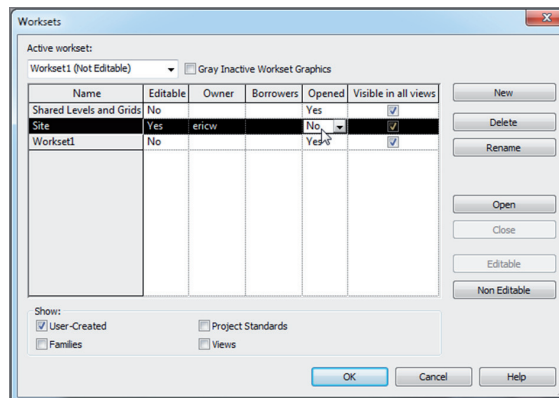 Worksets
Active workset:
Workset1 (Not Editable)
Gray Inactive Workset Graphics
Name Editable Owner Borrowers Opened Visible in all views
Shared Levels and Grids No Yes
Site Yes ericw No
Workset1 No Yes
New
Delete
Rename
Open
Close
Editable
Non Editable
Show:
User-Created Project Standards
Families Views
OK Cancel Help